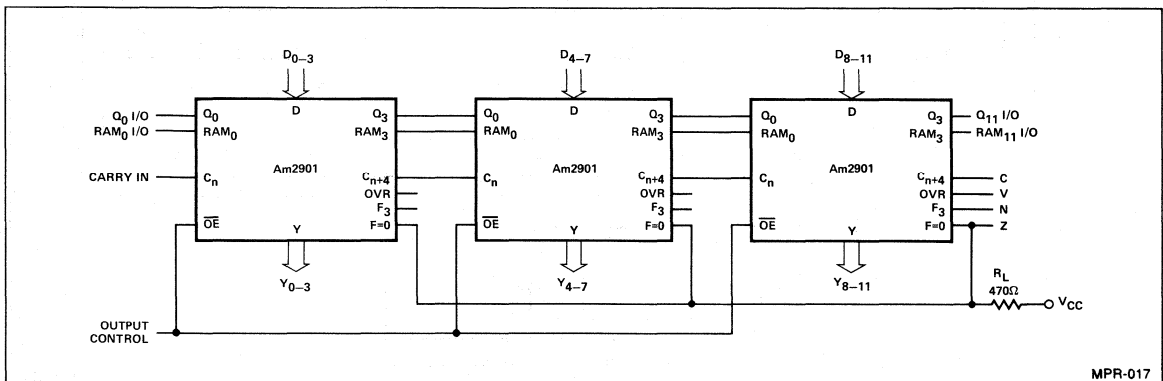 D0–3
D4–7
D8–11
D
D
D
Q0 I/O
Q0
Q3
Q0
Q3
Q0
Q3
Q11 I/O
RAM0 I/O
RAM0
RAM3
RAM0
RAM3
RAM0
RAM3
RAM11 I/O
Am2901
Am2901
Am2901
CARRY IN
Cn
Cn+4
Cn
Cn+4
Cn
Cn+4
C
OVR
OVR
OVR
V
F3
F3
F3
N
OE
F=0
OE
F=0
OE
F=0
Z
Y
Y
Y
Y0–3
Y4–7
Y8–11
RL
470Ω
VCC
OUTPUT
CONTROL
MPR-017